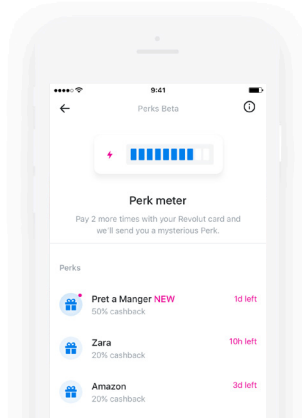 9:41
Perks Beta
Perk meter
Pay 2 more times with your Revolut card and
we'll send you a mysterious Perk.
Perks
Pret a Manger NEW
1d left
50% cashback
Zara
10h left
20% cashback
Amazon
3d left
20% cashback